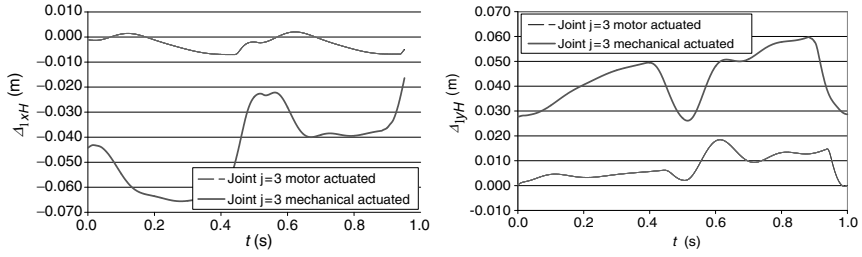 0.010
0.000
−0.010
−0.020
−0.030
−0.040
−0.050
−0.060
−0.070
Δ1xH (m)
0.0 0.2 0.4 0.6 0.8 1.0
t (s)
Joint j=3 motor actuated
Joint j=3 mechanical actuated
0.070
0.060
0.050
0.040
0.030
0.020
0.010
0.000
-0.010
Δ1yH (m)
0.0 0.2 0.4 0.6 0.8 1.0
t (s)
Joint j=3 motor actuated
Joint j=3 mechanical actuated